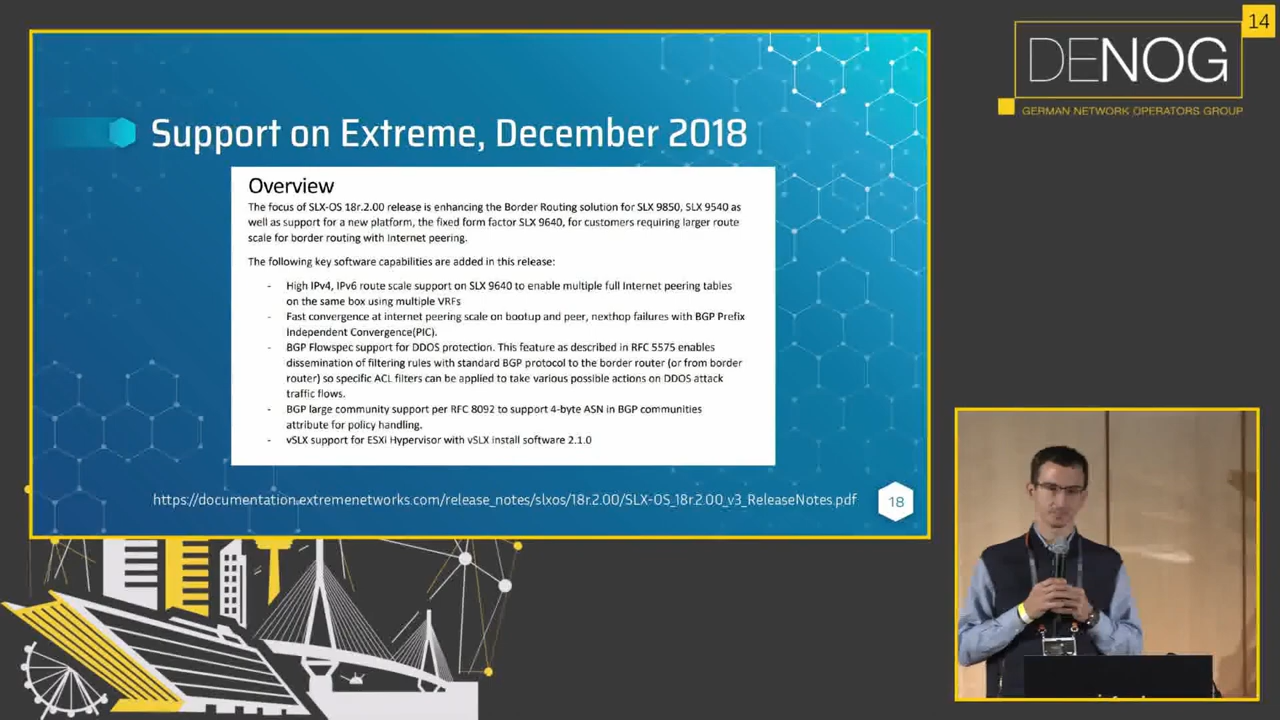 14
DENOG
GERMAN NETWORK OPERATORS GROUP
Support on Extreme, December 2018
Overview
The focus of SLX-OS 18r.2.00 release is enhancing the Border Routing solution for SLX 9850, SLX 9540 as
well as support for a new platform, the fixed form factor SLX 9640, for customers requiring larger route
scale for border routing with Internet peering.
The following key software capabilities are added in this release:
- High IPv4, IPv6 route scale support on SLX 9640 to enable multiple full Internet peering tables
on the same box using multiple VRFs
- Fast convergence at internet peering scale on bootup and peer, nexthop failures with BGP Prefix
Independent Convergence(PIC).
- BGP Flowspec support for DDOS protection. This feature as described in RFC 5575 enables
dissemination of filtering rules with standard BGP protocol to the border router (or from border
router) so specific ACL filters can be applied to take various possible actions on DDOS attack
traffic flows.
- BGP large community support per RFC 8092 to support 4-byte ASN in BGP communities
attribute for policy handling.
- vSLX support for ESXi Hypervisor with vSLX install software 2.1.0
https://documentation.extremenetworks.com/release_notes/slxos/18r.2.00/SLX-OS_18r.2.00_v3_ReleaseNotes.pdf
18